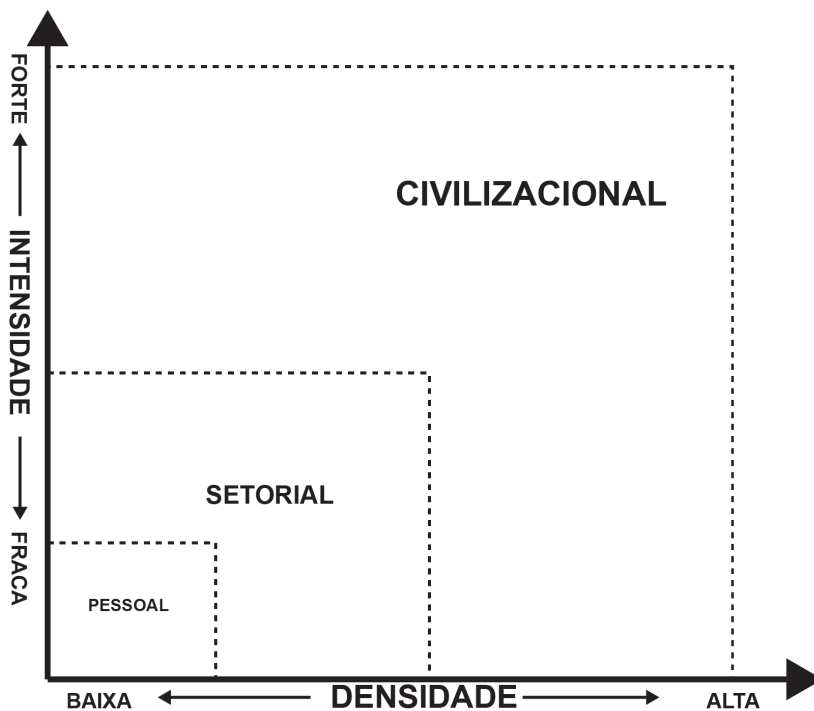 FORTE
INTENSIDADE
FRACA
CIVILIZACIONAL
SETORIAL
PESSOAL
BAIXA
DENSIDADE
ALTA